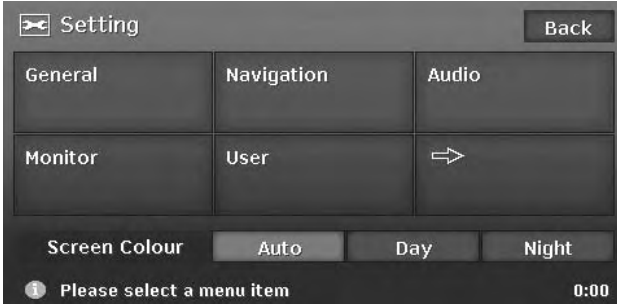 Setting Back
General Navigation Audio
Monitor User
Screen Colour Auto Day Night
Please select a menu item 0:00